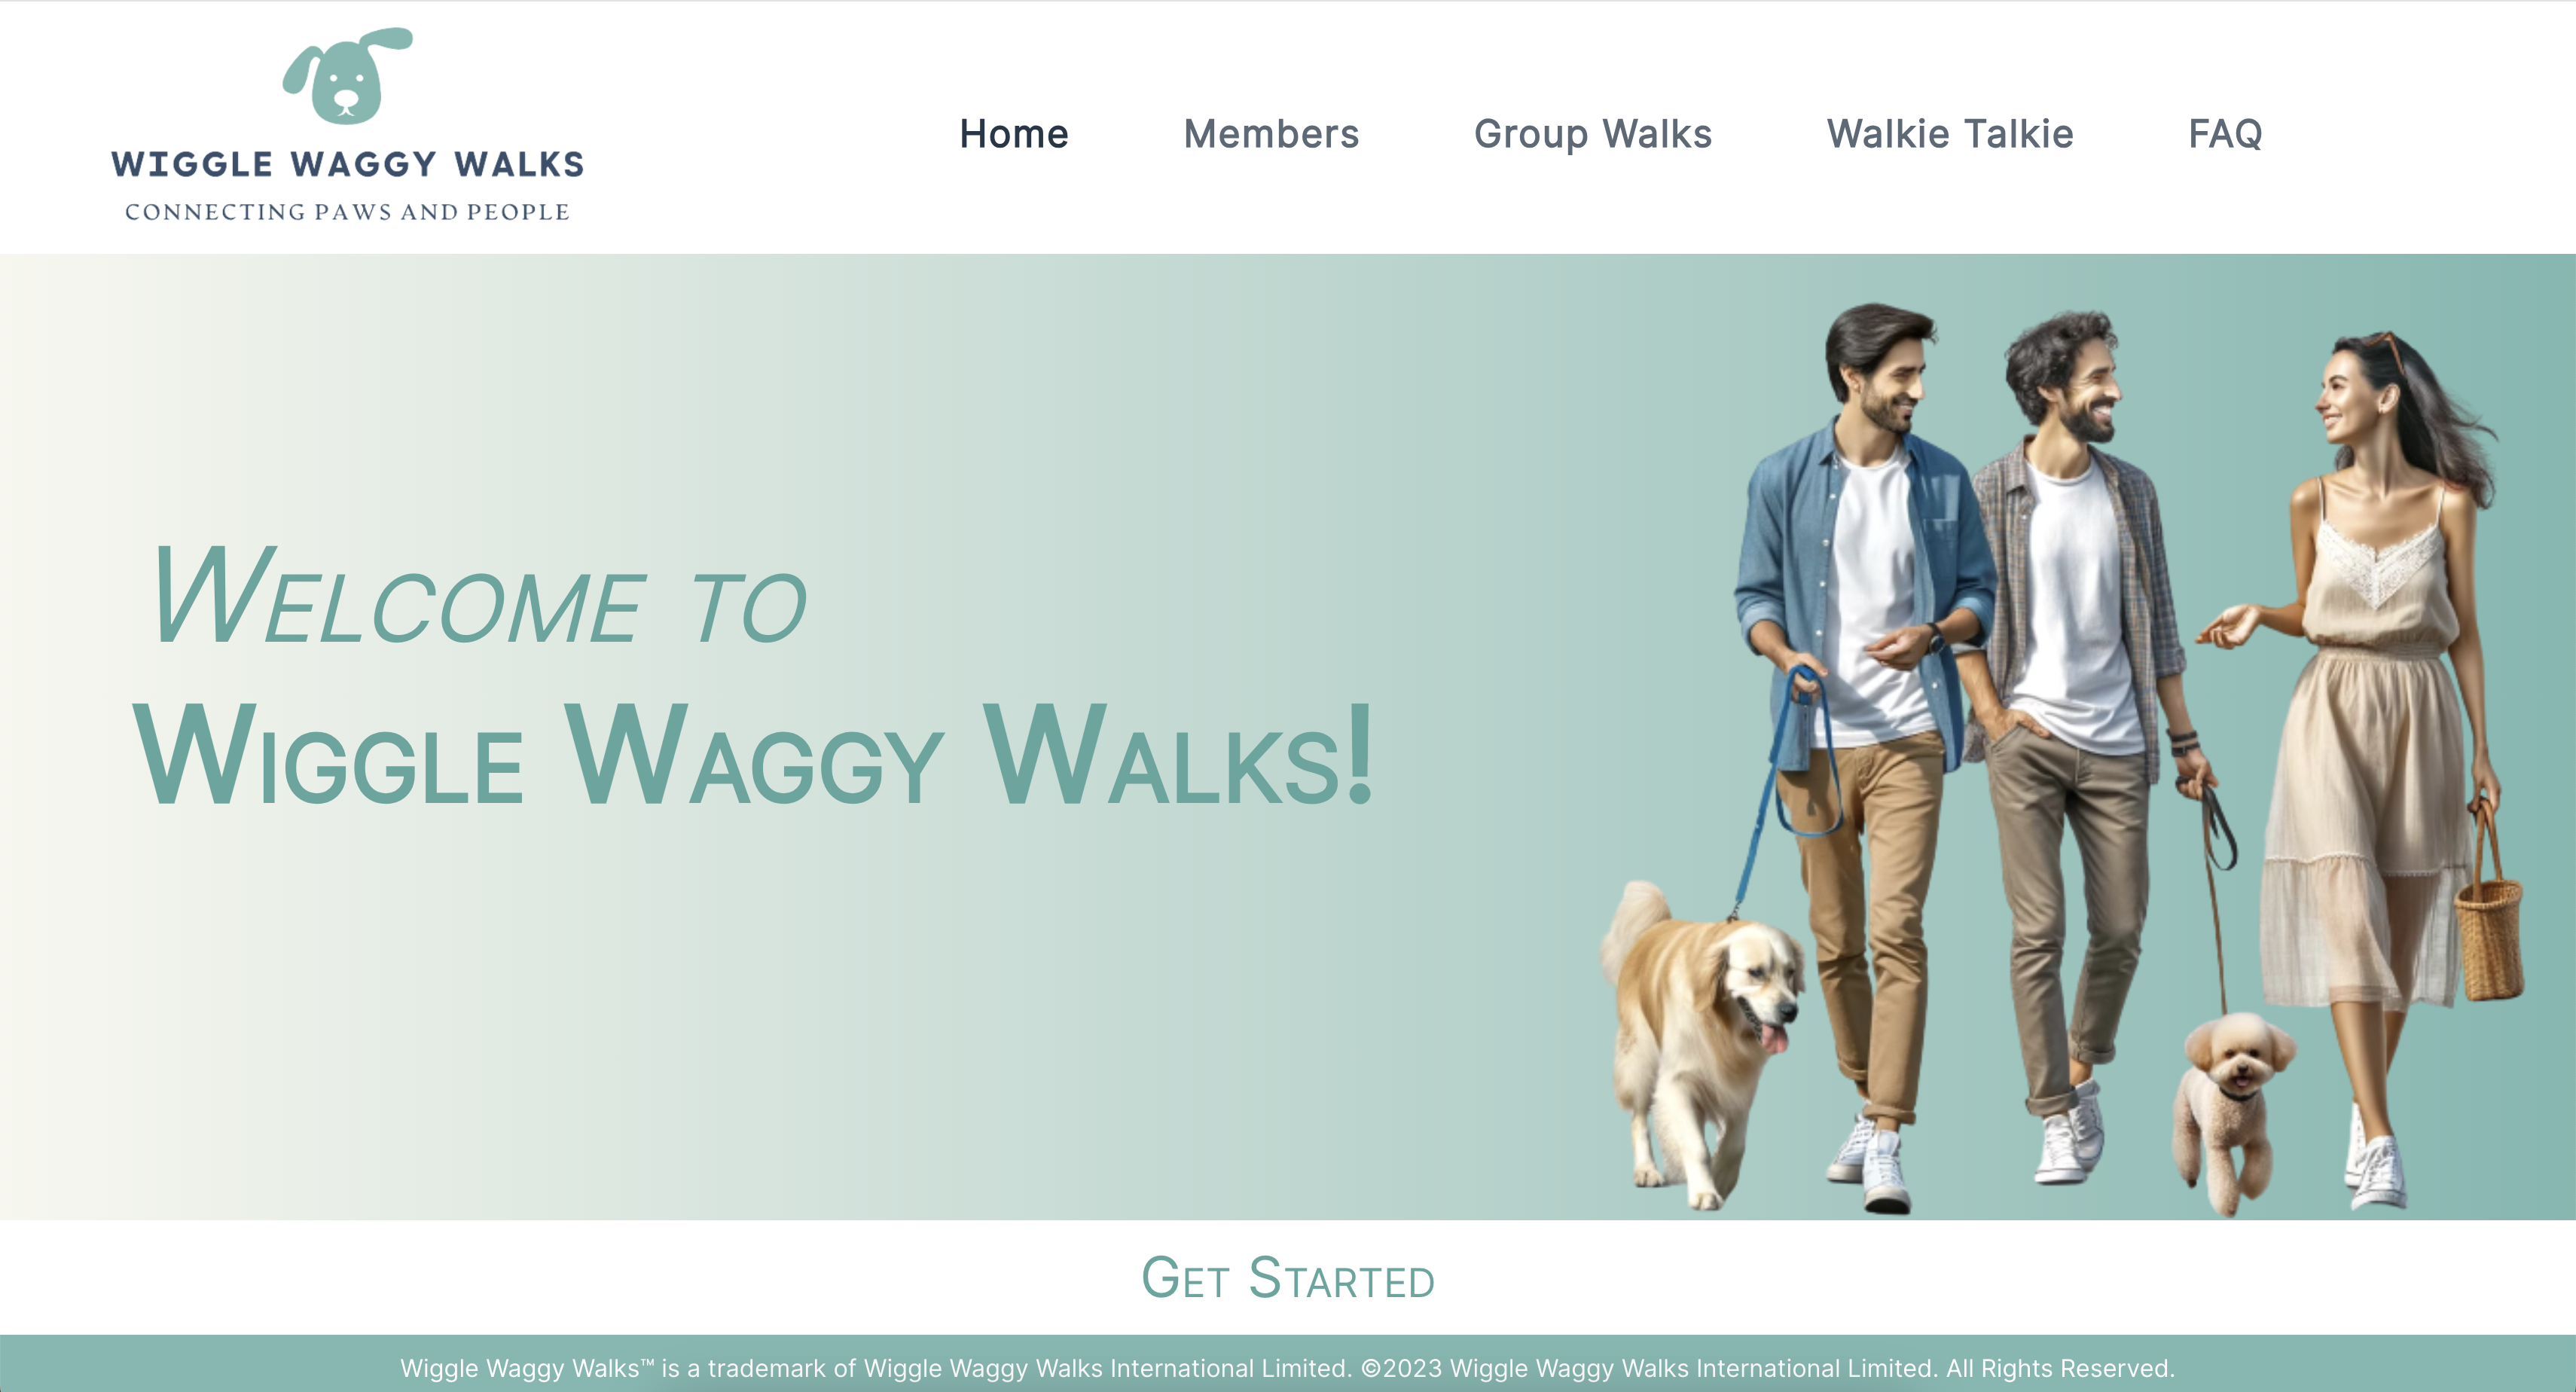 WIGGLE WAGGY WALKS
CONNECTING PAWS AND PEOPLE
Home Members Group Walks Walkie Talkie FAQ
Welcome to
Wiggle Waggy Walks!
Get Started
Wiggle Waggy Walks™ is a trademark of Wiggle Waggy Walks International Limited. ©2023 Wiggle Waggy Walks International Limited. All Rights Reserved.